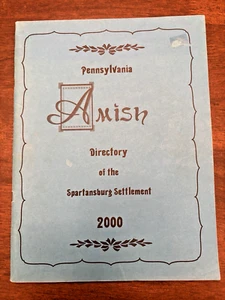 Pennsylvania
Amish
Directory
of the
Spartansburg Settlement
2000